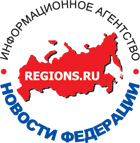 ИНФОРМАЦИОННОЕ АГЕНТСТВО
REGIONS.RU
• НОВОСТИ ФЕДЕРАЦИИ •